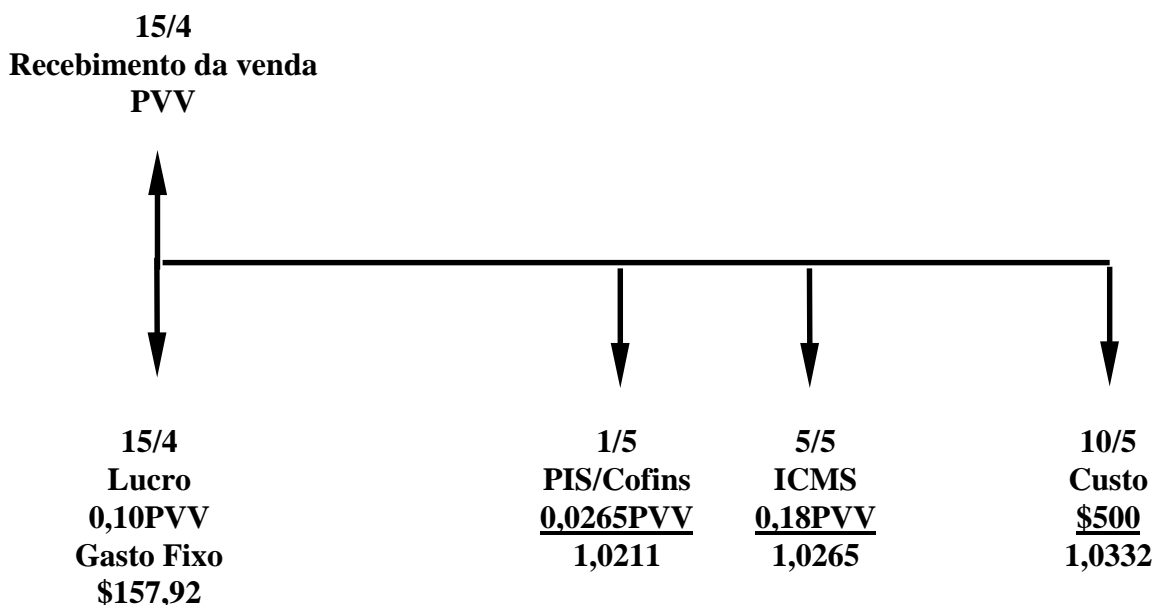 15/4
Recebimento da venda
PVV
15/4
Lucro
0,10PVV
Gasto Fixo
$157,92
1/5
PIS/Cofins
0,0265PVV
1,0211
5/5
ICMS
0,18PVV
1,0265
10/5
Custo
$500
1,0332